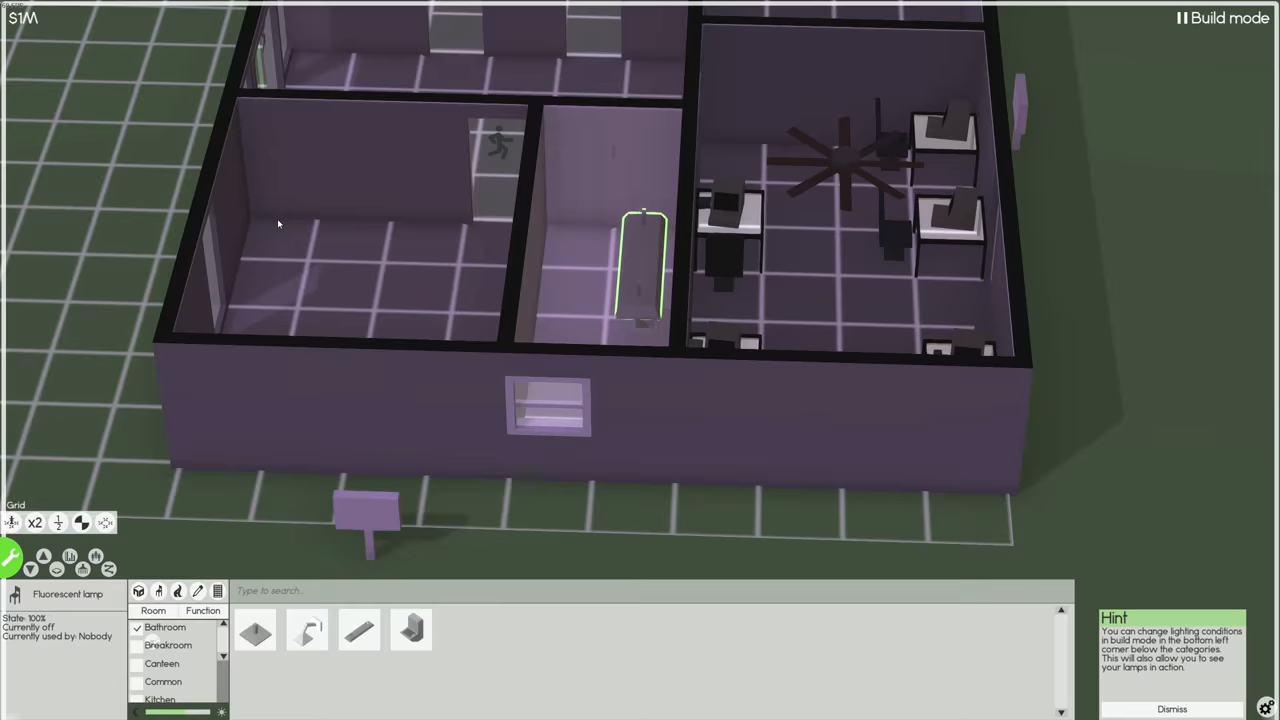 $1M
Build mode
Grid
x2
1/2
Fluorescent lamp
State: 100%
Currently off
Currently used by: Nobody
Room
Function
Bathroom
Breakroom
Canteen
Common
Kitchen
Type to search...
Hint
You can change lighting conditions
in build mode in the bottom left
corner below the categories.
This will also allow you to see
your lamps in action.
Dismiss